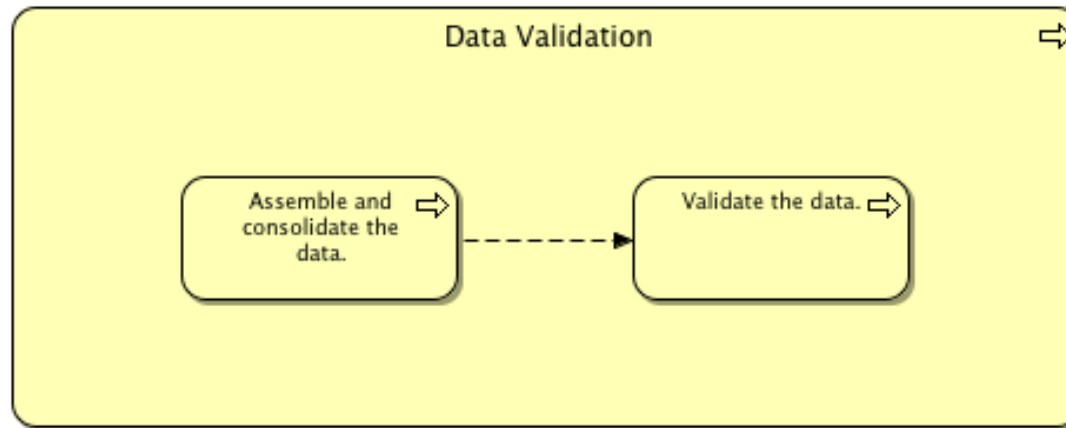 Data Validation
Assemble and
consolidate the
data.
Validate the data.